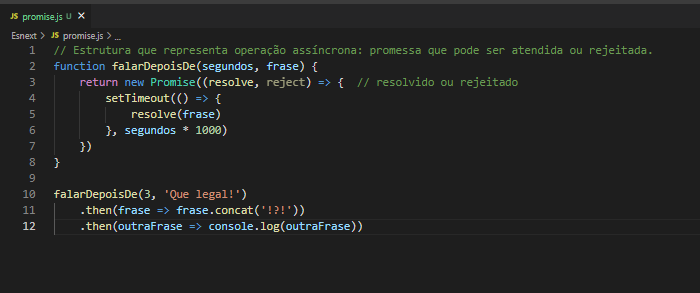 JS promise.js U ×
Esnext > JS promise.js > ...
1 // Estrutura que representa operação assíncrona: promessa que pode ser atendida ou rejeitada.
2 function falarDepoisDe(segundos, frase) {
3     return new Promise((resolve, reject) => {  // resolvido ou rejeitado
4         setTimeout(() => {
5             resolve(frase)
6         }, segundos * 1000)
7     })
8 }
9
10 falarDepoisDe(3, 'Que legal!')
11     .then(frase => frase.concat('!?!'))
12     .then(outraFrase => console.log(outraFrase))